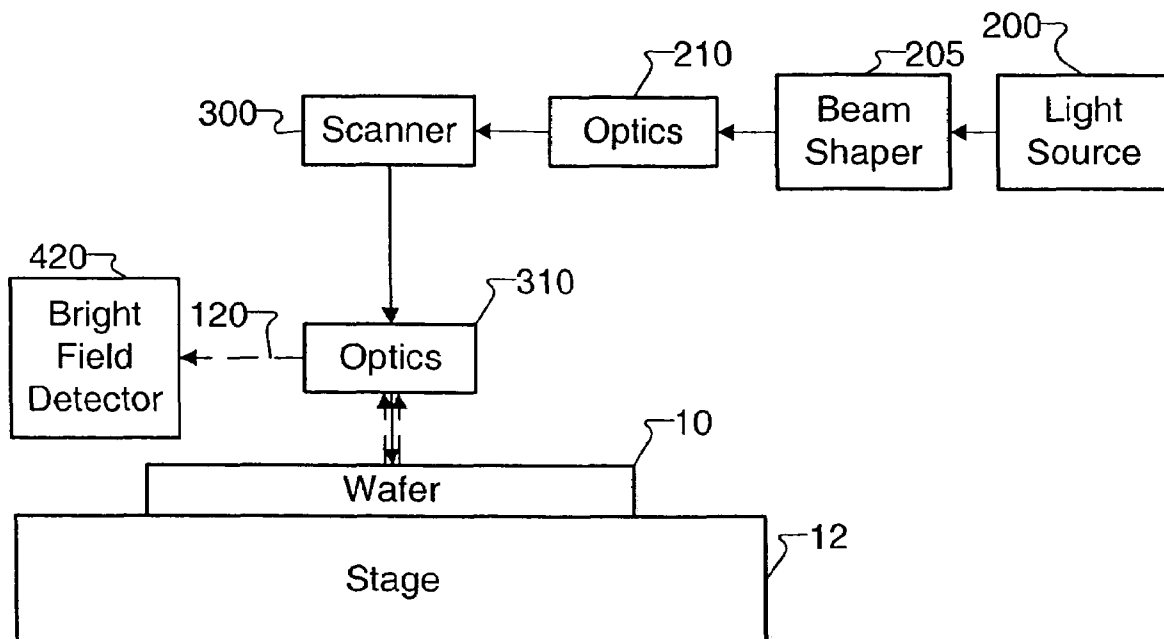 200
205
210
Light
Source
Beam
Shaper
Optics
Scanner
300
420
Bright
Field
Detector
120
310
Optics
10
Wafer
12
Stage